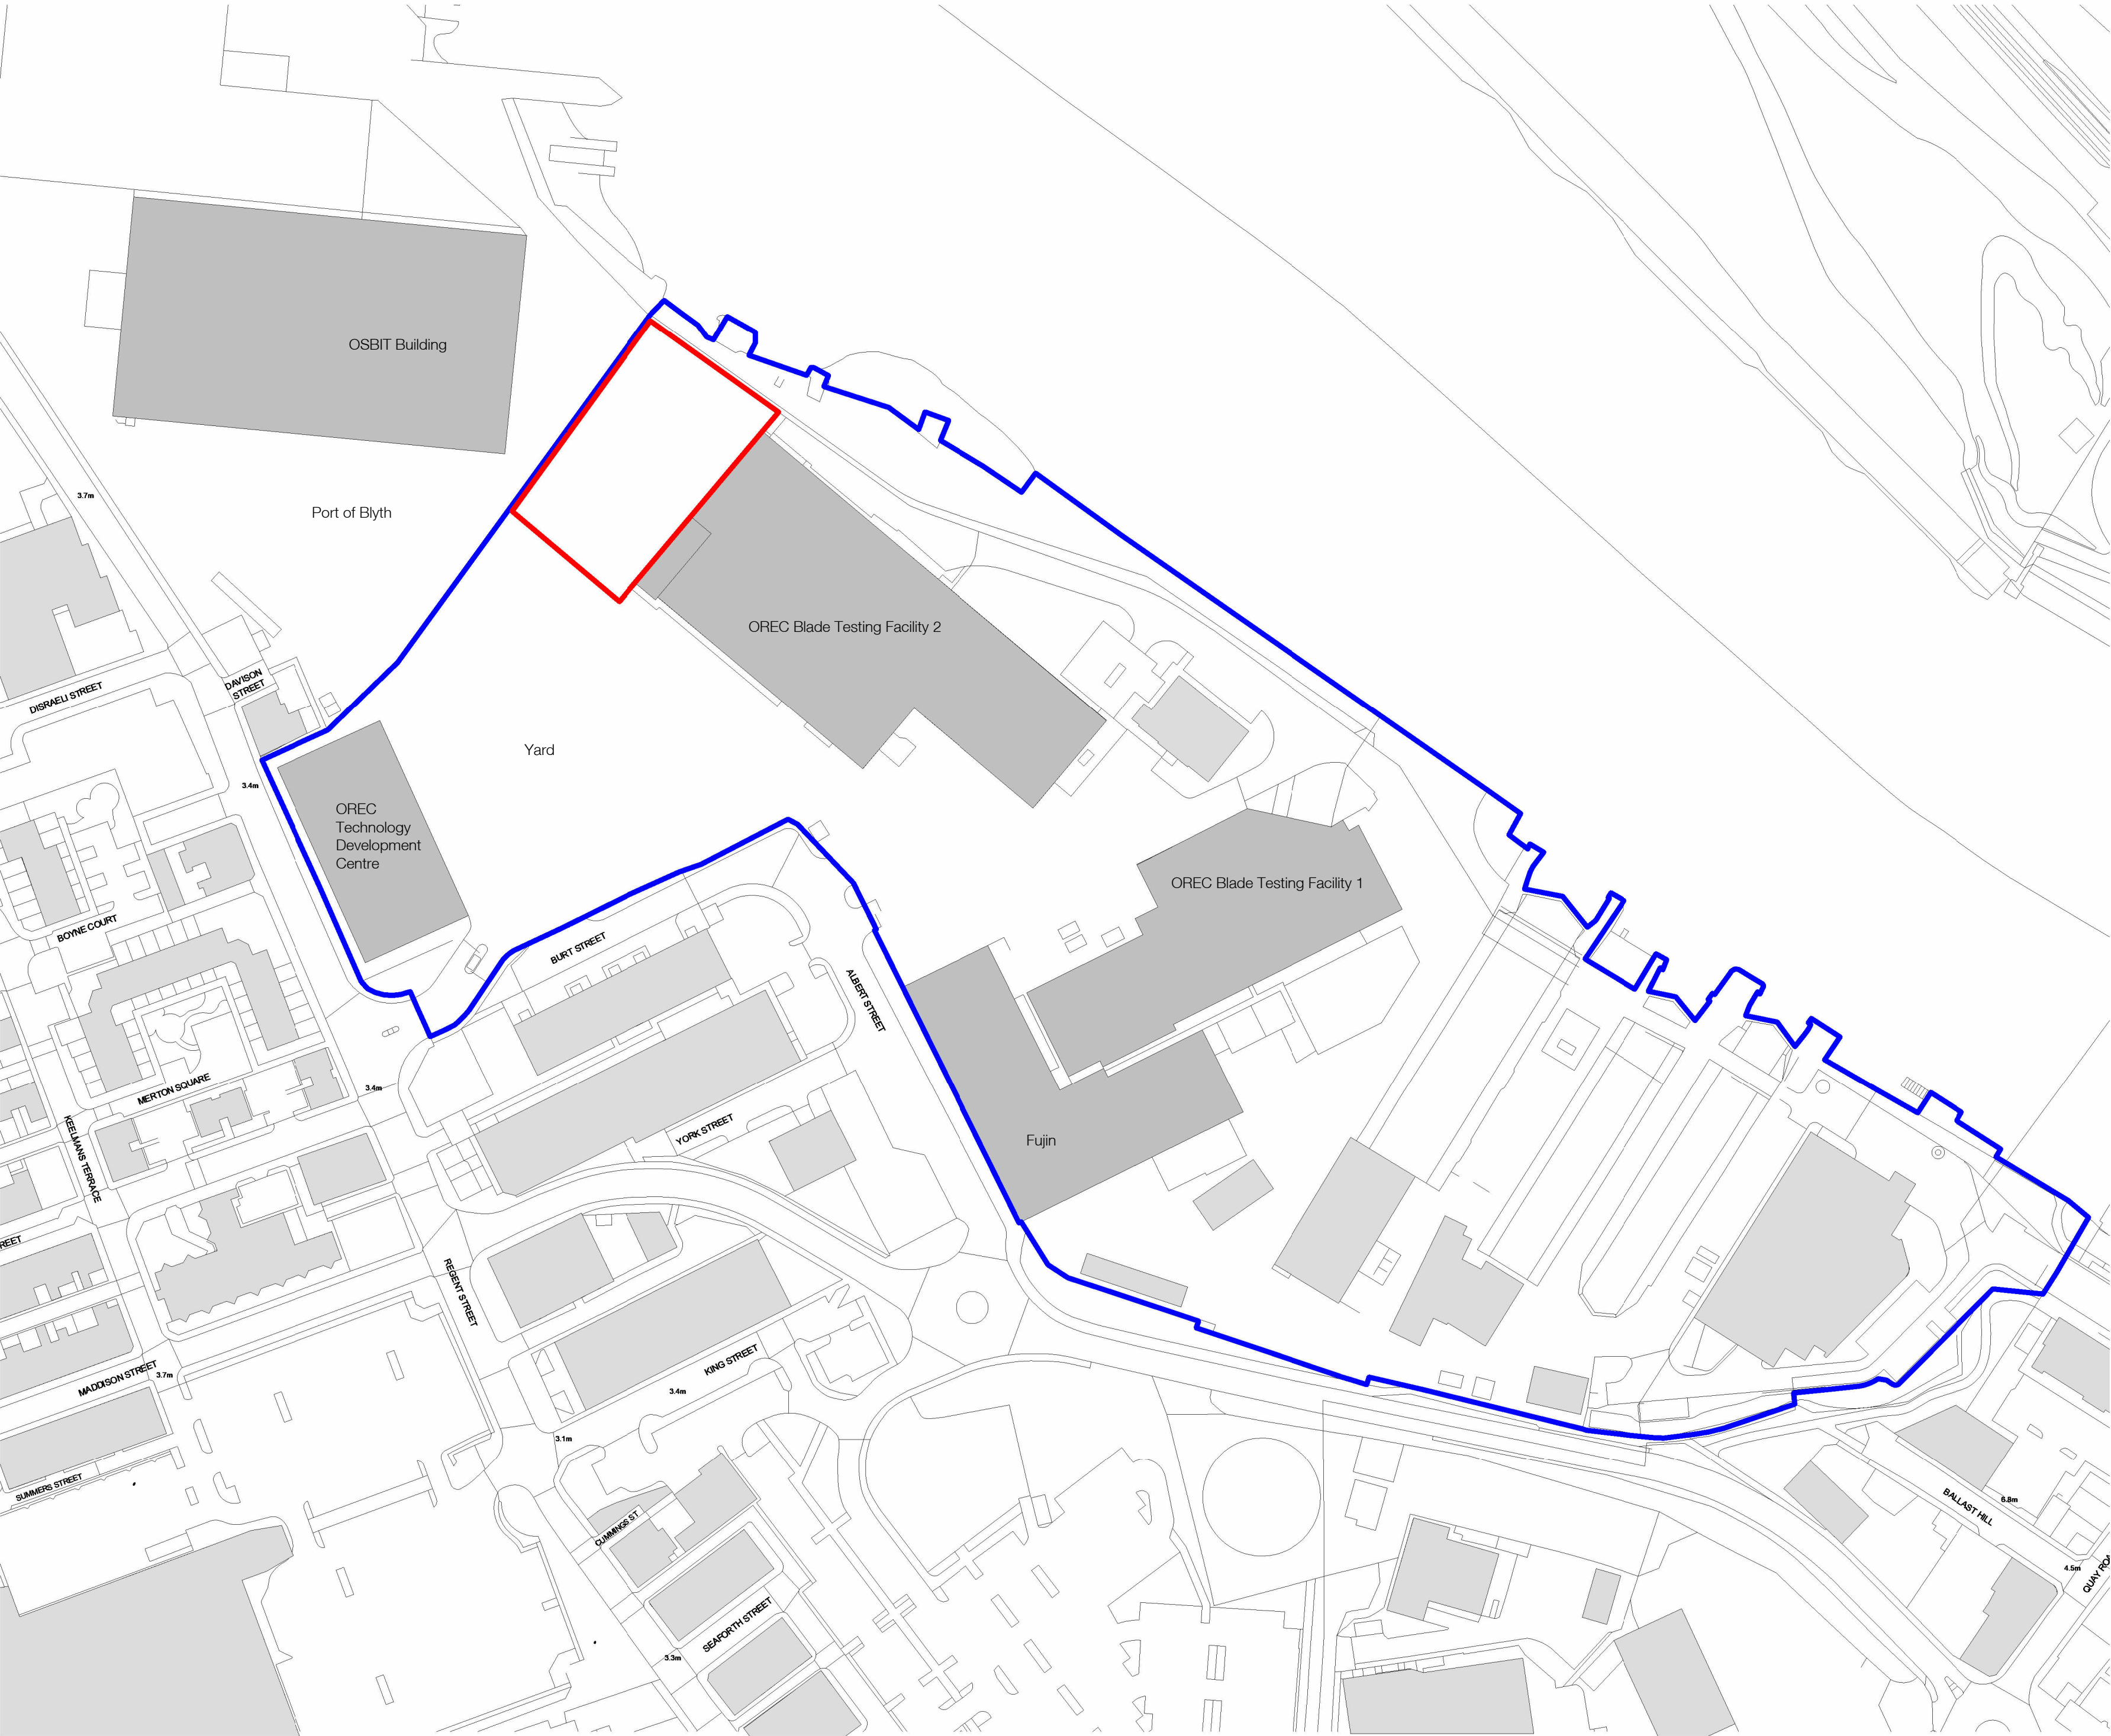 OSBIT Building
3.7m
Port of Blyth
OREC Blade Testing Facility 2
DAVISON
STREET
DISRAELI STREET
Yard
3.4m
OREC
Technology
Development
Centre
OREC Blade Testing Facility 1
BOYNE COURT
BURT STREET
ALBERT STREET
MERTON SQUARE
3.4m
KEELMANS TERRACE
YORK STREET
Fujin
REET
REGENT STREET
MADDISON STREET
3.7m
KING STREET
3.4m
3.1m
SUMMERS STREET
CUMMINGS ST
BALLAST HILL
6.8m
4.5m
QUAY ROA
SEAFORTH STREET
3.3m